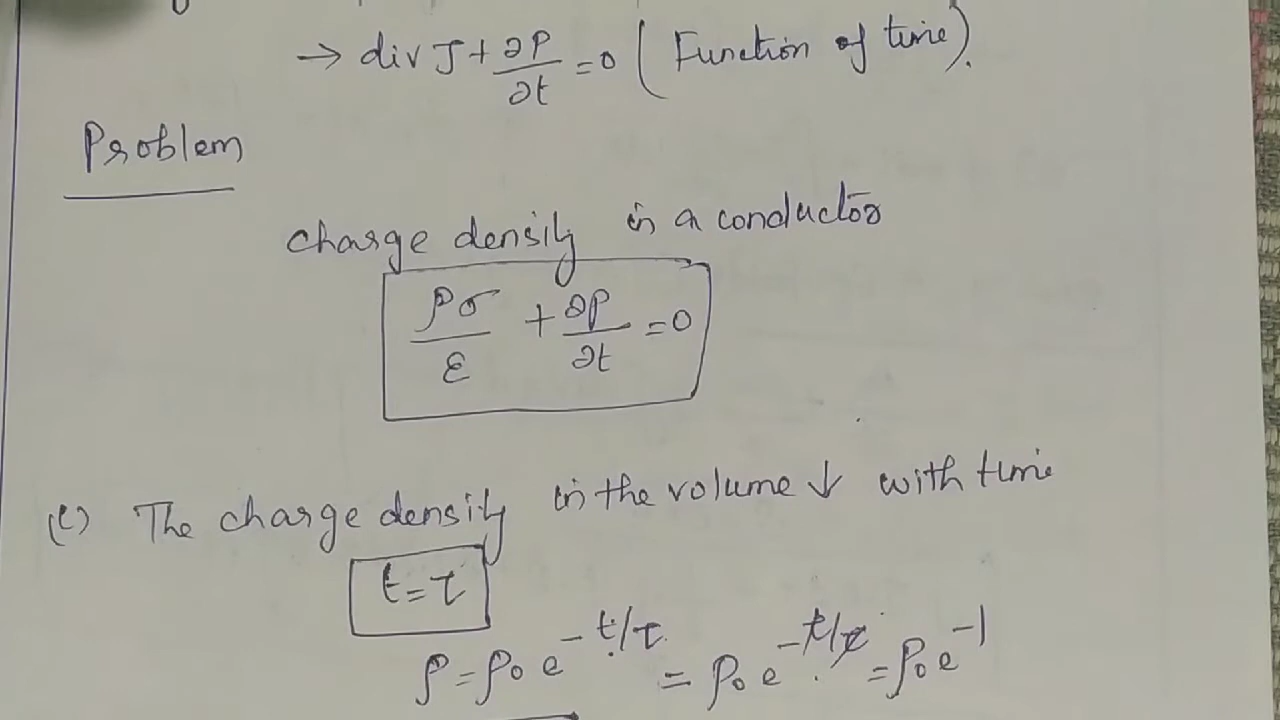 → div J + ∂ρ/∂t = 0 ( Function of time).
Problem
charge density in a conductor
ρσ/ε + ∂ρ/∂t = 0
(i) The charge density in the volume ↓ with time
t = τ
ρ = ρ₀ e^(-t/τ) = ρ₀ e^(-t/τ) = ρ₀ e^(-1)